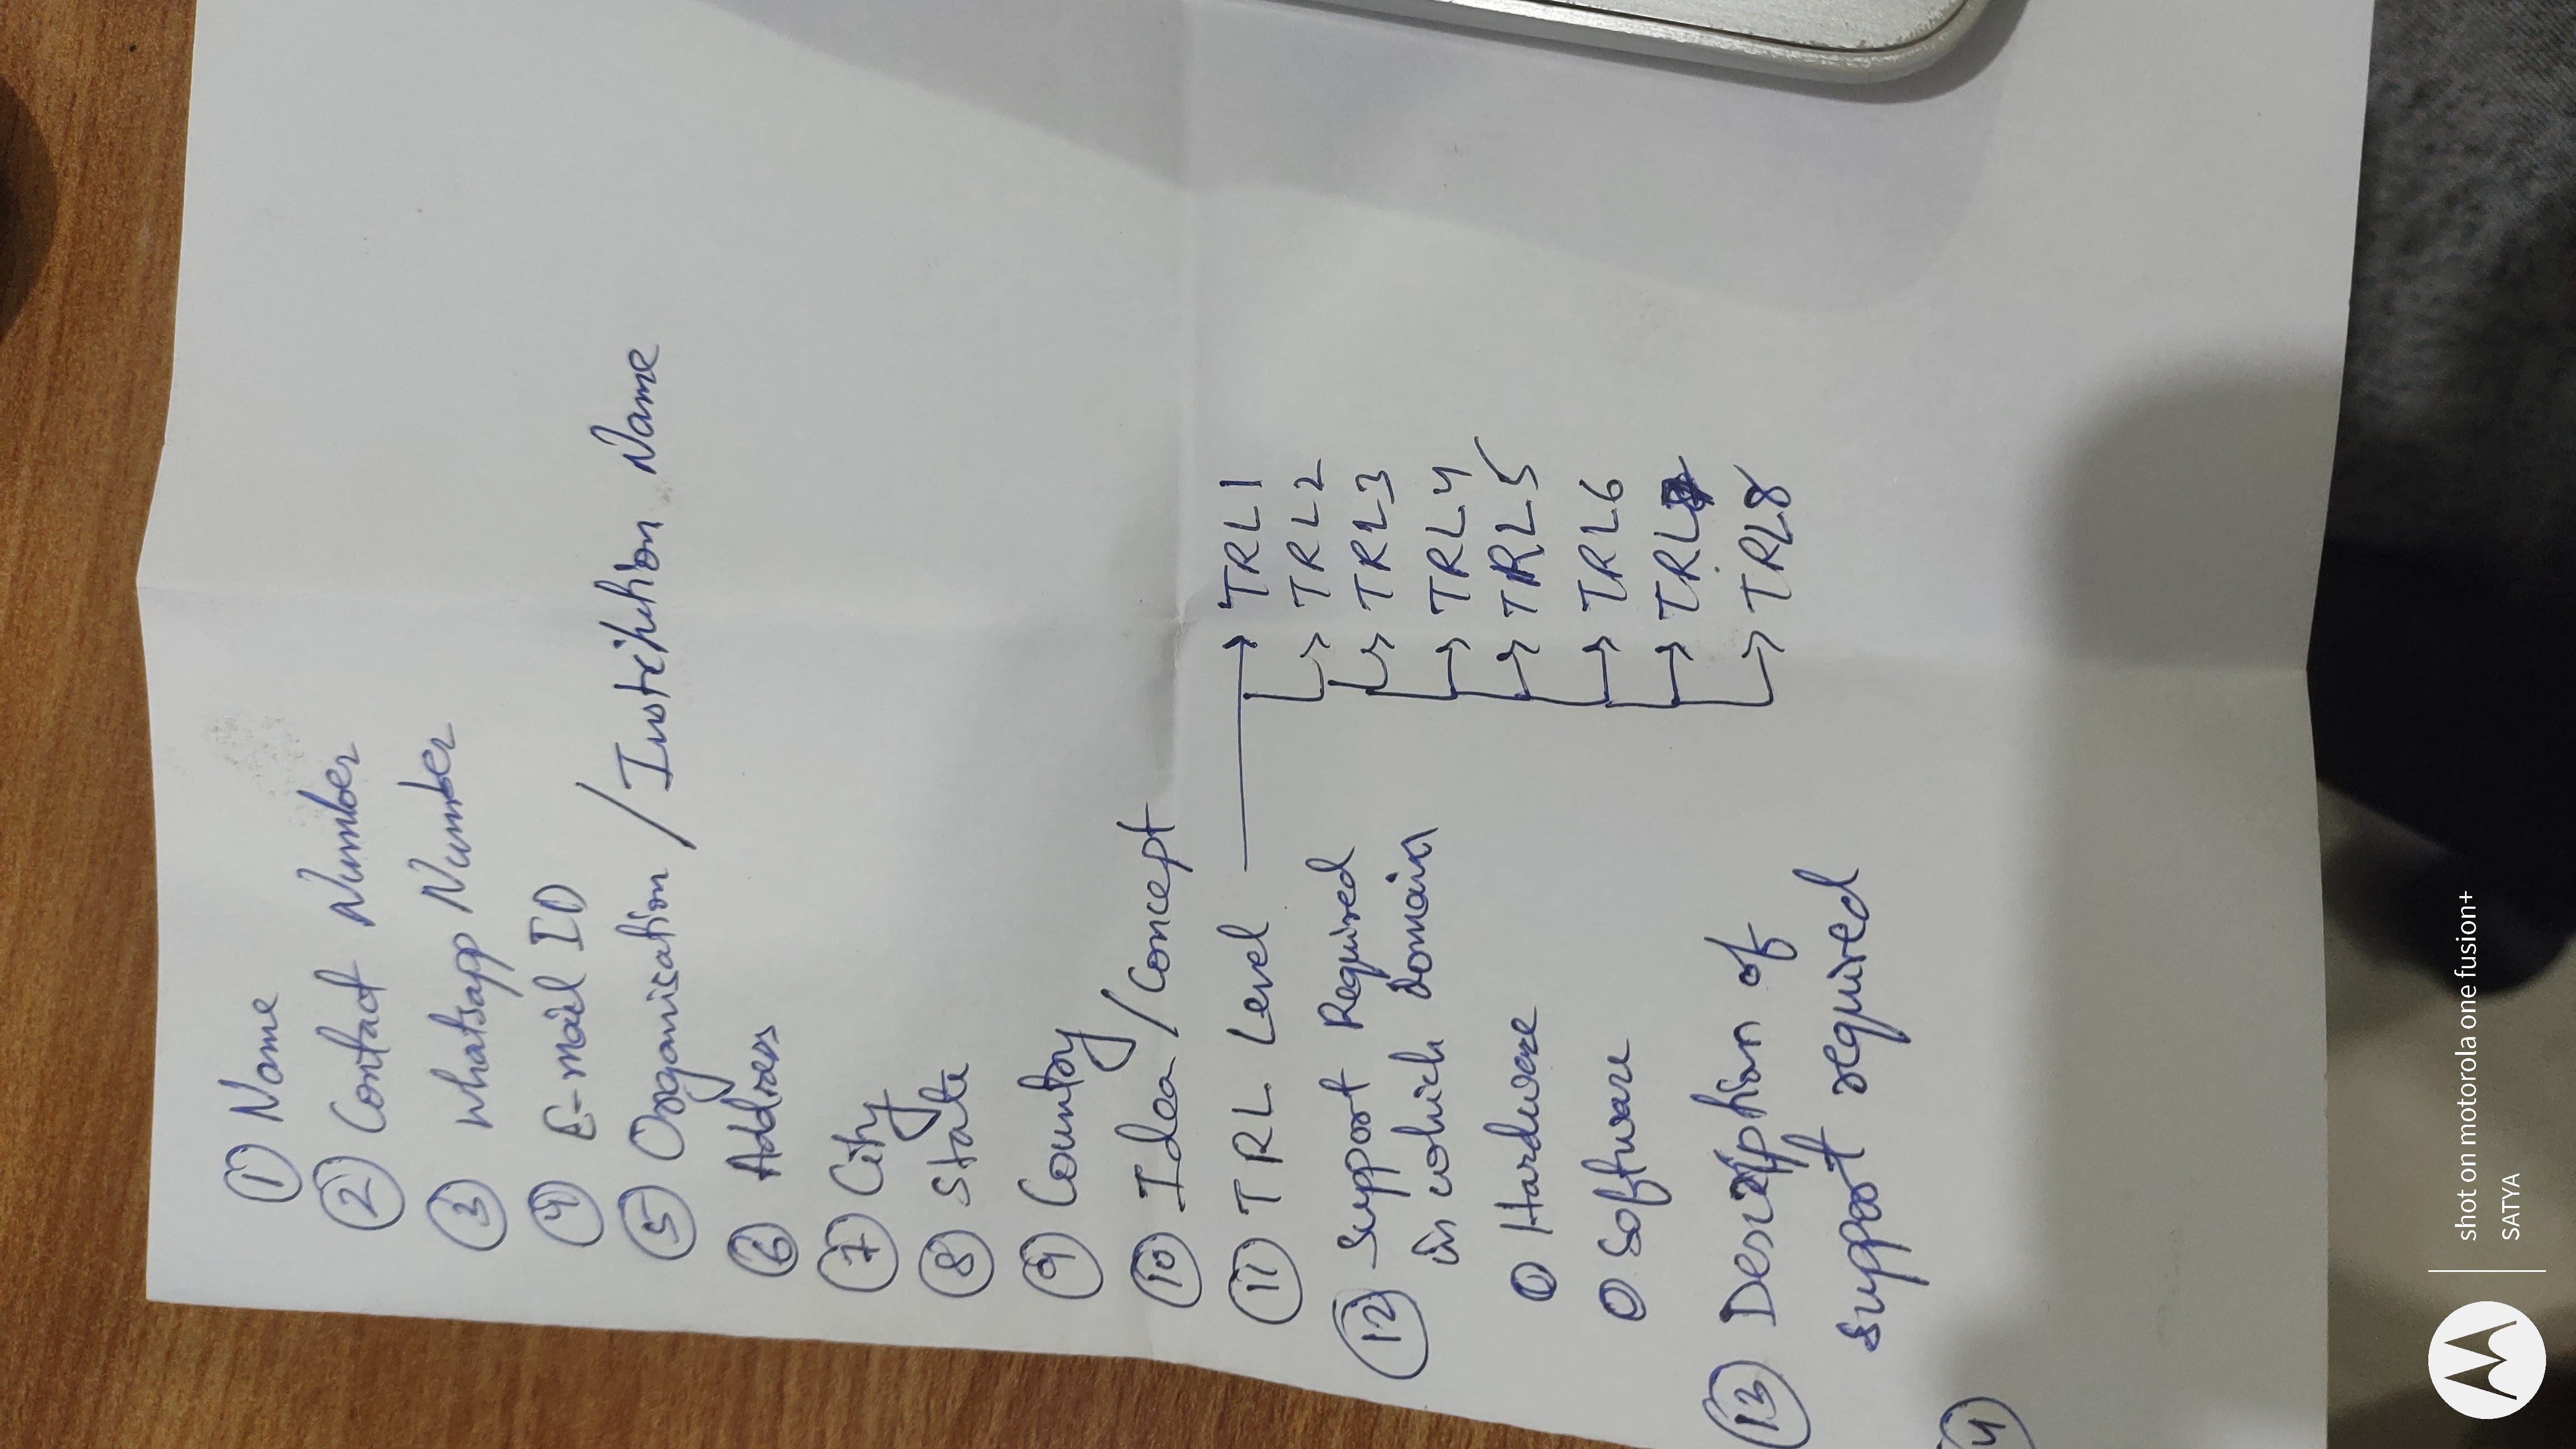 ① Name
② Contact Number
③ Whatsapp Number
④ E-mail ID
⑤ Organisation / Institution Name
⑥ Address
⑦ City
⑧ State
⑨ Country
⑩ Idea / Concept
⑪ TRL Level → TRL1
→ TRL2
→ TRL3
→ TRL4
→ TRL5
→ TRL6
→ TRL7
→ TRL8
⑫ Support Required
in which domain
Hardware
Software
⑬ Description of
support required
4
shot on motorola one fusion+
SATYA